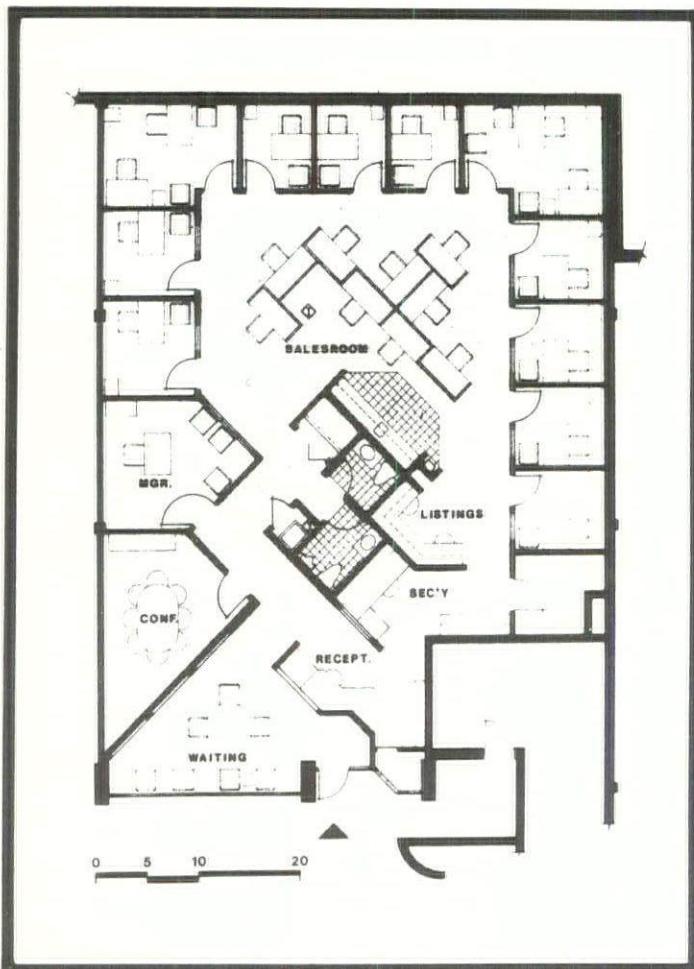 SALESROOM
MGR.
LISTINGS
CONF.
SEC'Y
RECEPT.
WAITING
0 5 10 20